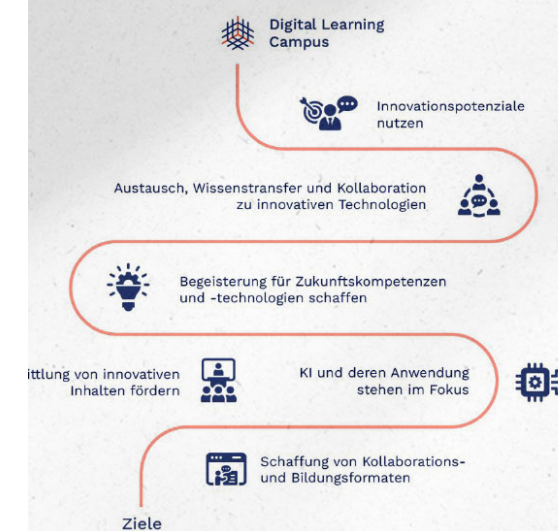 Digital Learning
Campus
Innovationspotenziale
nutzen
Austausch, Wissenstransfer und Kollaboration
zu innovativen Technologien
Begeisterung für Zukunftskompetenzen
und -technologien schaffen
ittlung von innovativen
Inhalten fördern
KI und deren Anwendung
stehen im Fokus
Schaffung von Kollaborations-
und Bildungsformaten
Ziele